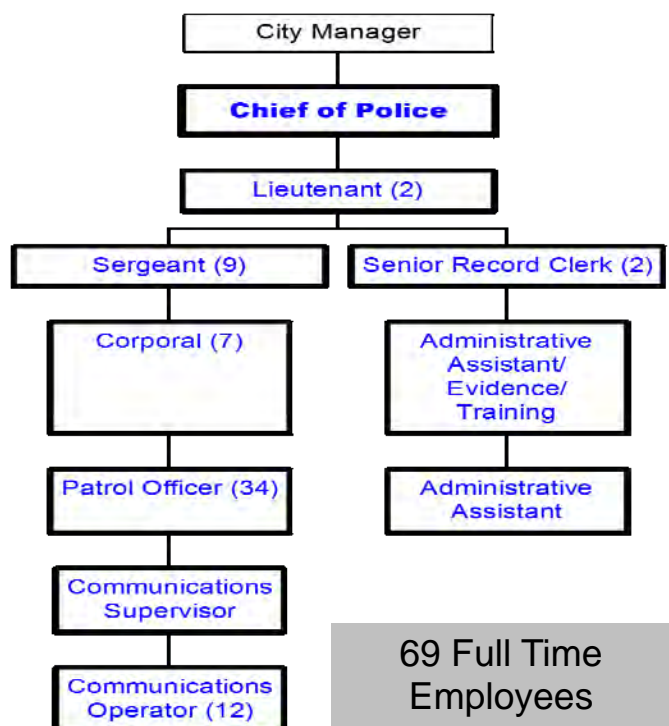 City Manager
Chief of Police
Lieutenant (2)
Sergeant (9)
Senior Record Clerk (2)
Corporal (7)
Administrative
Assistant/
Evidence/
Training
Patrol Officer (34)
Administrative
Assistant
Communications
Supervisor
Communications
Operator (12)
69 Full Time
Employees